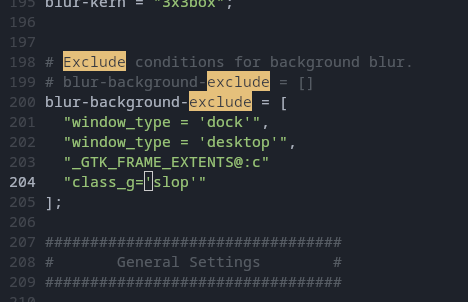 195 blur-kern = "3x3box";
196
197
198 # Exclude conditions for background blur.
199 # blur-background-exclude = []
200 blur-background-exclude = [
201   "window_type = 'dock'",
202   "window_type = 'desktop'",
203   "_GTK_FRAME_EXTENTS@:c"
204   "class_g='slop'"
205 ];
206
207 #################################
208 #       General Settings        #
209 #################################
210